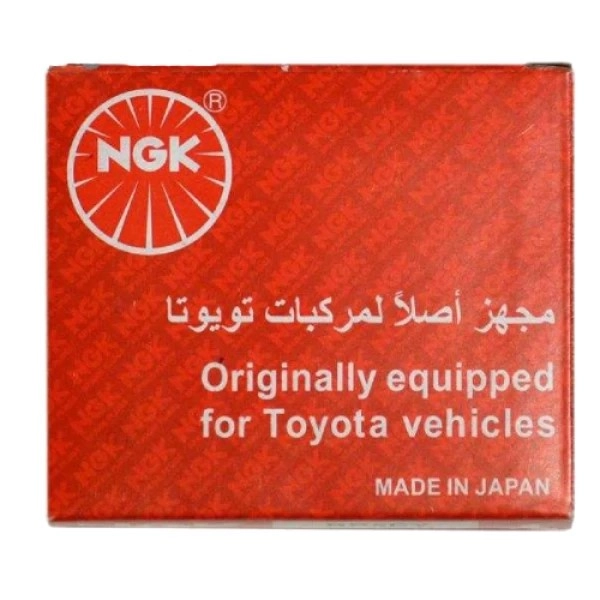 NGK
®
مجهز أصلاً لمركبات تويوتا
Originally equipped
for Toyota vehicles
MADE IN JAPAN